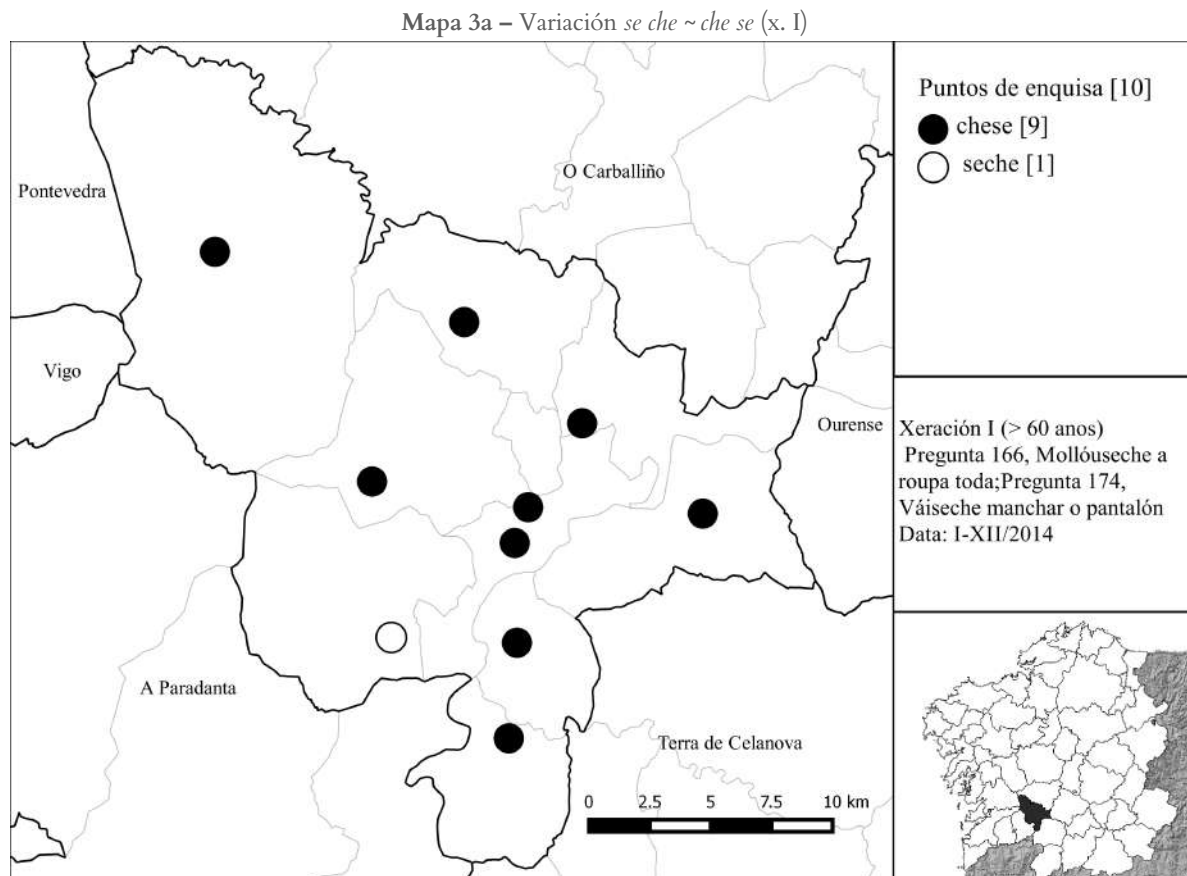 Mapa 3a – Variación se che ~ che se (x. I)
Puntos de enquisa [10]
chese [9]
seche [1]
O Carballiño
Pontevedra
Vigo
Ourense
Xeración I (> 60 anos)
Pregunta 166, Mollóuseche a
roupa toda;Pregunta 174,
Váiseche manchar o pantalón
Data: I-XII/2014
A Paradanta
Terra de Celanova
0 2.5 5 7.5 10 km